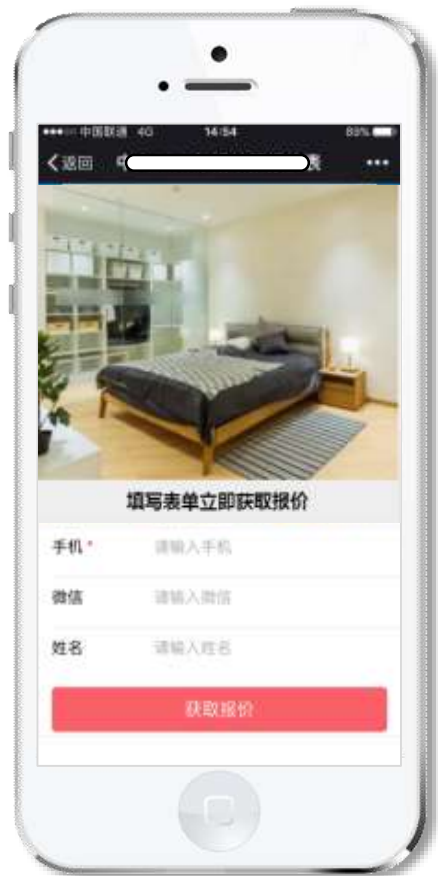 中国联通 4G 14:54 89%
返回
填写表单立即获取报价
手机* 请输入手机
微信 请输入微信
姓名 请输入姓名
获取报价